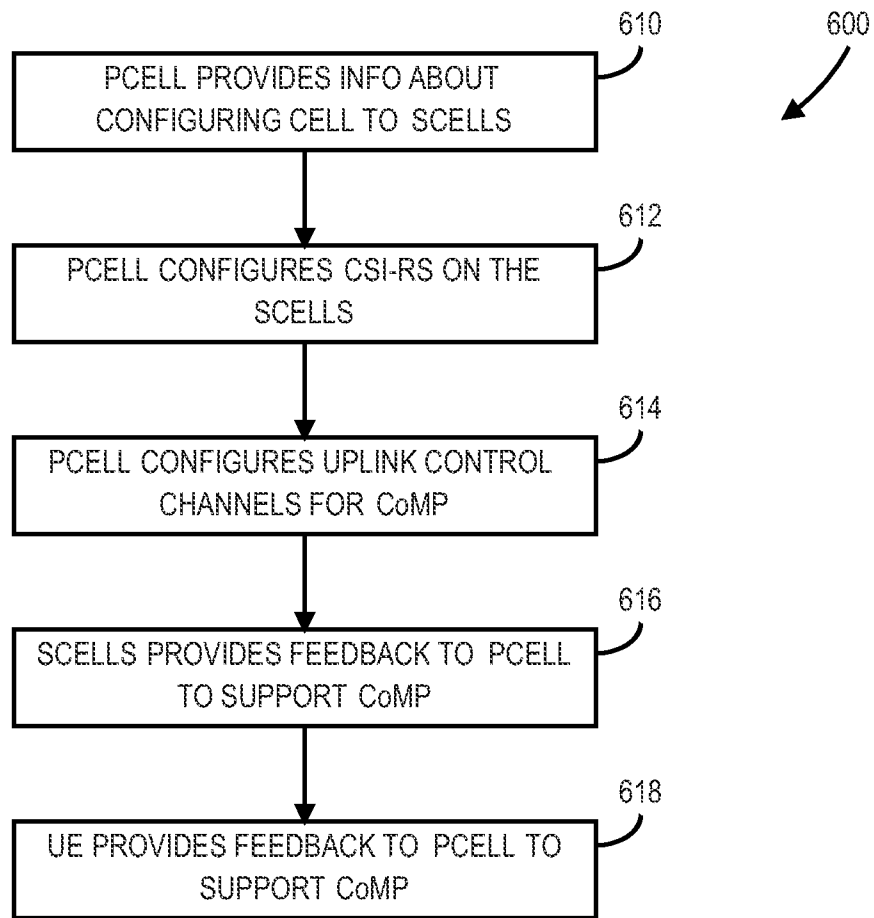 610
600
PCELL PROVIDES INFO ABOUT
CONFIGURING CELL TO SCELLS
612
PCELL CONFIGURES CSI-RS ON THE
SCELLS
614
PCELL CONFIGURES UPLINK CONTROL
CHANNELS FOR CoMP
616
SCELLS PROVIDES FEEDBACK TO PCELL
TO SUPPORT CoMP
618
UE PROVIDES FEEDBACK TO PCELL TO
SUPPORT CoMP